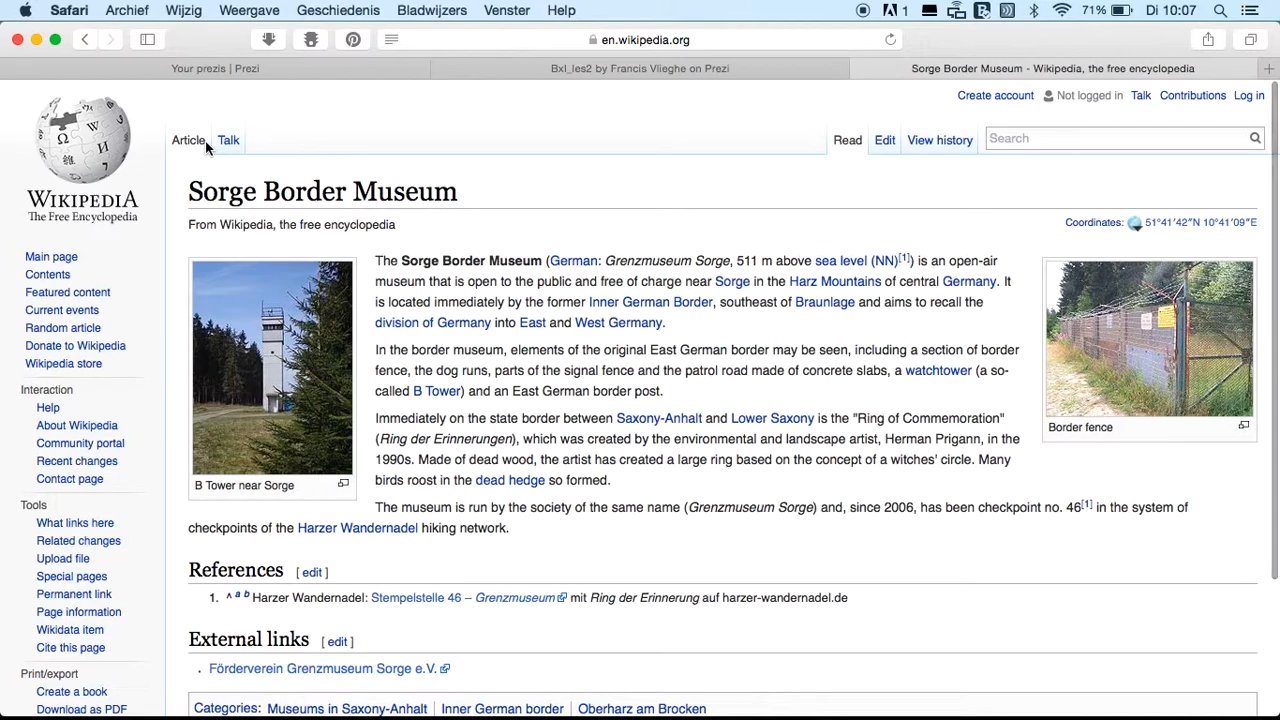 Safari Archief Wijzig Weergave Geschiedenis Bladwijzers Venster Help 1 71% Di 10:07
en.wikipedia.org
Your prezis | Prezi Bxl_les2 by Francis Vlieghe on Prezi Sorge Border Museum - Wikipedia, the free encyclopedia
Create account Not logged in Talk Contributions Log in
Article Talk Read Edit View history Search
WIKIPEDIA
The Free Encyclopedia
Main page
Contents
Featured content
Current events
Random article
Donate to Wikipedia
Wikipedia store
Interaction
Help
About Wikipedia
Community portal
Recent changes
Contact page
Tools
What links here
Related changes
Upload file
Special pages
Permanent link
Page information
Wikidata item
Cite this page
Print/export
Create a book
Download as PDF
Sorge Border Museum
From Wikipedia, the free encyclopedia
Coordinates: 51°41′42″N 10°41′09″E
B Tower near Sorge
The Sorge Border Museum (German: Grenzmuseum Sorge, 511 m above sea level (NN)[1]) is an open-air
museum that is open to the public and free of charge near Sorge in the Harz Mountains of central Germany. It
is located immediately by the former Inner German Border, southeast of Braunlage and aims to recall the
division of Germany into East and West Germany.
In the border museum, elements of the original East German border may be seen, including a section of border
fence, the dog runs, parts of the signal fence and the patrol road made of concrete slabs, a watchtower (a so-
called B Tower) and an East German border post.
Immediately on the state border between Saxony-Anhalt and Lower Saxony is the "Ring of Commemoration"
(Ring der Erinnerungen), which was created by the environmental and landscape artist, Herman Prigann, in the
1990s. Made of dead wood, the artist has created a large ring based on the concept of a witches' circle. Many
birds roost in the dead hedge so formed.
The museum is run by the society of the same name (Grenzmuseum Sorge) and, since 2006, has been checkpoint no. 46[1] in the system of
checkpoints of the Harzer Wandernadel hiking network.
Border fence
References [ edit ]
1. ^ a b Harzer Wandernadel: Stempelstelle 46 – Grenzmuseum mit Ring der Erinnerung auf harzer-wandernadel.de
External links [ edit ]
Förderverein Grenzmuseum Sorge e.V.
Categories: Museums in Saxony-Anhalt | Inner German border | Oberharz am Brocken